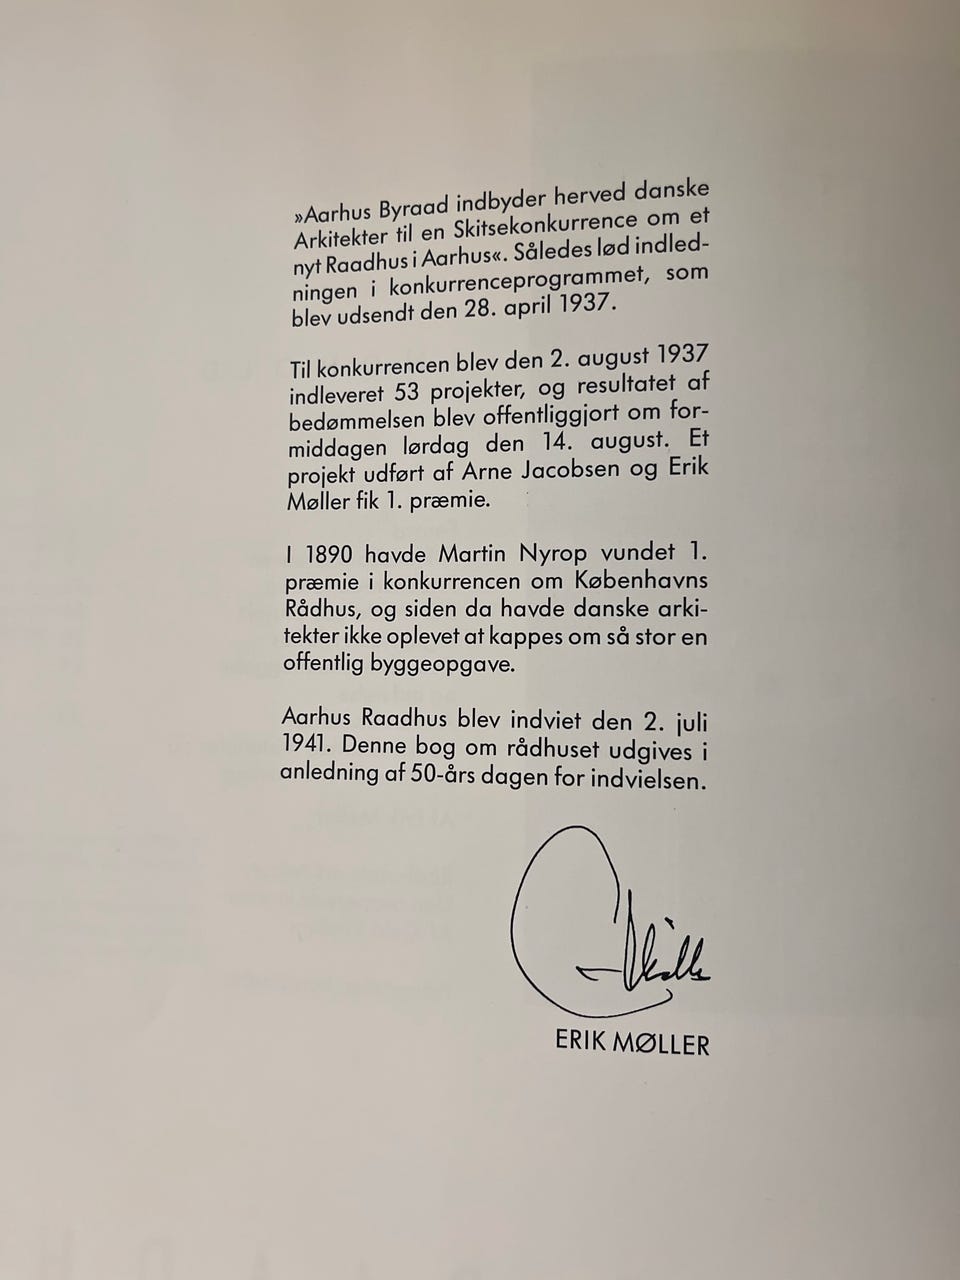 »Aarhus Byraad indbyder herved danske
Arkitekter til en Skitsekonkurrence om et
nyt Raadhus i Aarhus«. Således lød indled-
ningen i konkurrenceprogrammet, som
blev udsendt den 28. april 1937.
Til konkurrencen blev den 2. august 1937
indleveret 53 projekter, og resultatet af
bedømmelsen blev offentliggjort om for-
middagen lørdag den 14. august. Et
projekt udført af Arne Jacobsen og Erik
Møller fik 1. præmie.
I 1890 havde Martin Nyrop vundet 1.
præmie i konkurrencen om Københavns
Rådhus, og siden da havde danske arki-
tekter ikke oplevet at kappes om så stor en
offentlig byggeopgave.
Aarhus Raadhus blev indviet den 2. juli
1941. Denne bog om rådhuset udgives i
anledning af 50-års dagen for indvielsen.
ERIK MØLLER